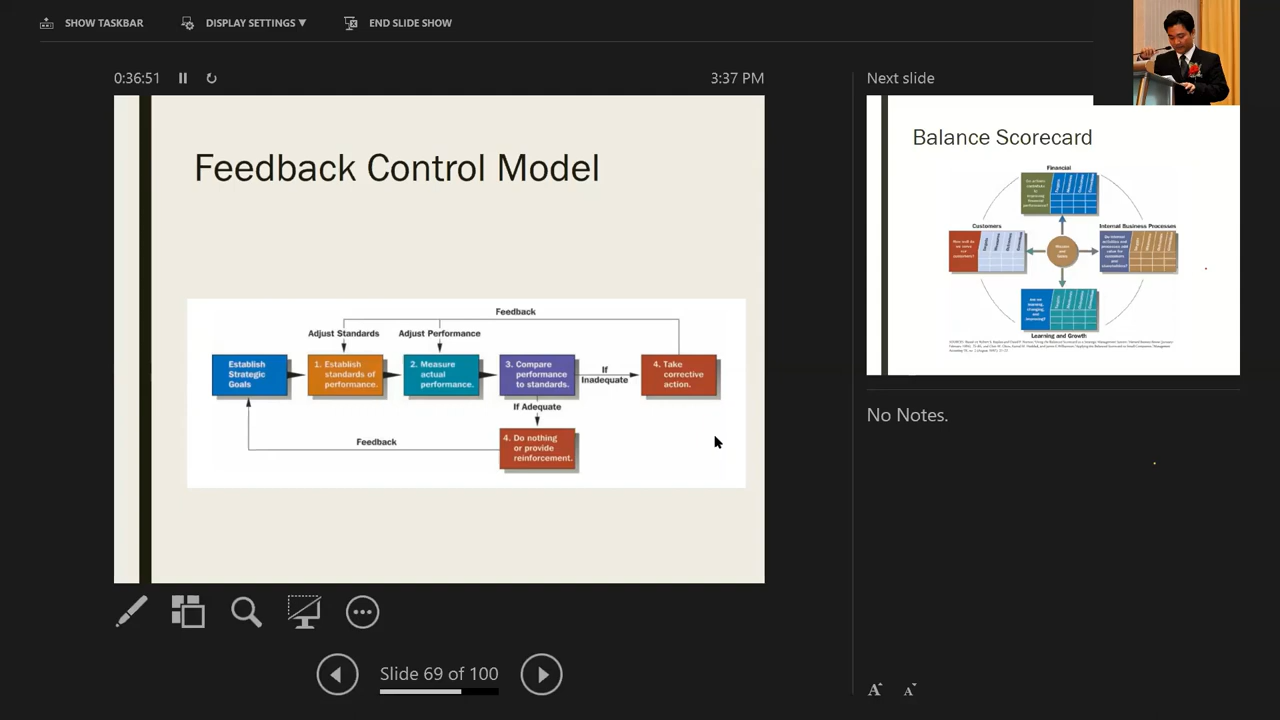 SHOW TASKBAR
DISPLAY SETTINGS ▼
END SLIDE SHOW
0:36:51
3:37 PM
Feedback Control Model
Feedback
Adjust Standards
Adjust Performance
Establish
Strategic
Goals
1. Establish
standards of
performance.
2. Measure
actual
performance.
3. Compare
performance
to standards.
If
Inadequate
4. Take
corrective
action.
If Adequate
4. Do nothing
or provide
reinforcement.
Feedback
Slide 69 of 100
Next slide
Balance Scorecard
Financial
Customers
Internal Business Processes
Learning and Growth
No Notes.
A
A